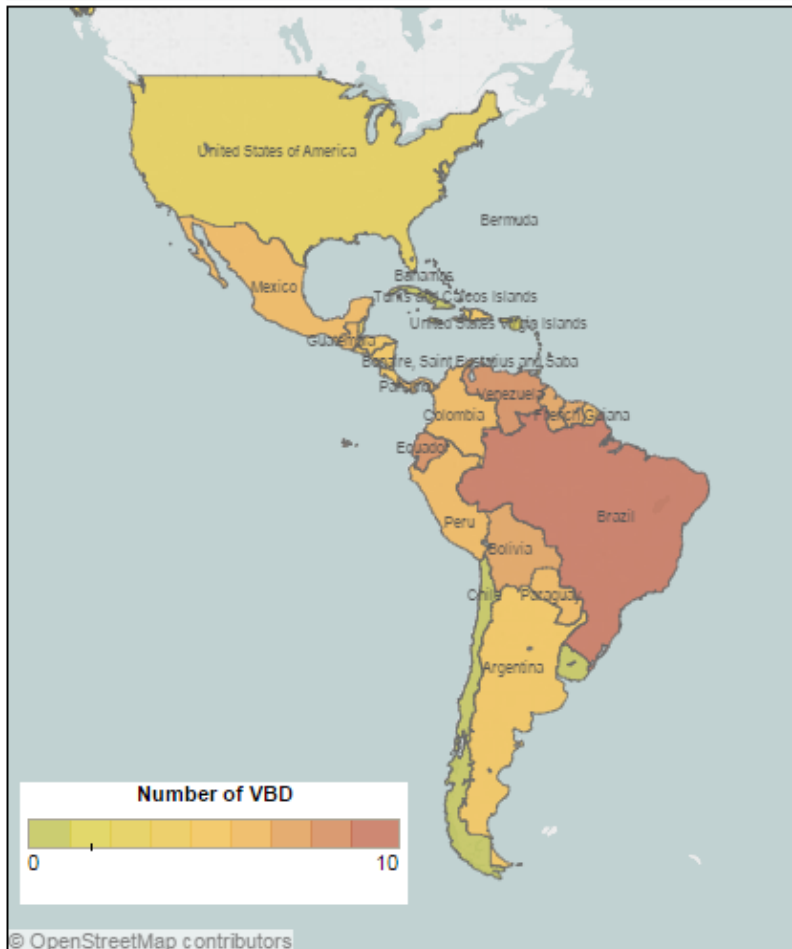 United States of America
Bermuda
Mexico
Bahamas
Turks and Caicos Islands
United States Virgin Islands
Guatemala
Bonaire, Saint Eustatius and Saba
Panama
Venezuela
Colombia
French Guiana
Ecuador
Brazil
Peru
Bolivia
Chile
Paraguay
Argentina
Number of VBD
0
10
© OpenStreetMap contributors